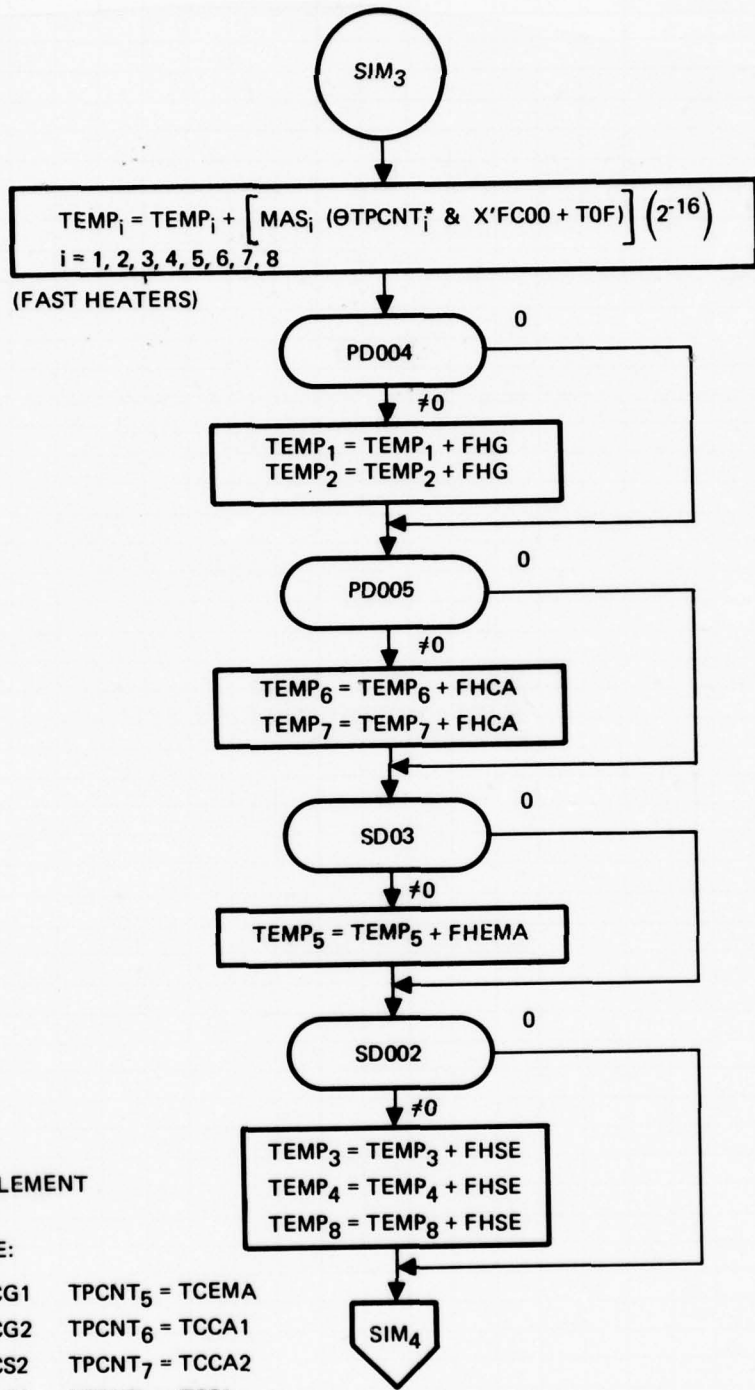 SIM₃
TEMPᵢ = TEMPᵢ + [MASᵢ (ΘTPCNTᵢ* & X'FC00 + T0F)] (2⁻¹⁶)
i = 1, 2, 3, 4, 5, 6, 7, 8
(FAST HEATERS)
0
PD004
≠0
TEMP₁ = TEMP₁ + FHG
TEMP₂ = TEMP₂ + FHG
0
PD005
≠0
TEMP₆ = TEMP₆ + FHCA
TEMP₇ = TEMP₇ + FHCA
0
SD03
≠0
TEMP₅ = TEMP₅ + FHEMA
0
SD002
≠0
TEMP₃ = TEMP₃ + FHSE
TEMP₄ = TEMP₄ + FHSE
TEMP₈ = TEMP₈ + FHSE
LEMENT
E:
CG1 TPCNT₅ = TCEMA
CG2 TPCNT₆ = TCCA1
CS2 TPCNT₇ = TCCA2
SIM₄